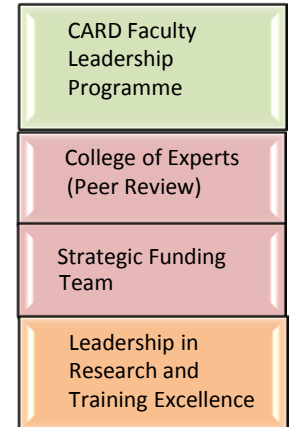 CARD Faculty
Leadership
Programme
College of Experts
(Peer Review)
Strategic Funding
Team
Leadership in
Research and
Training Excellence